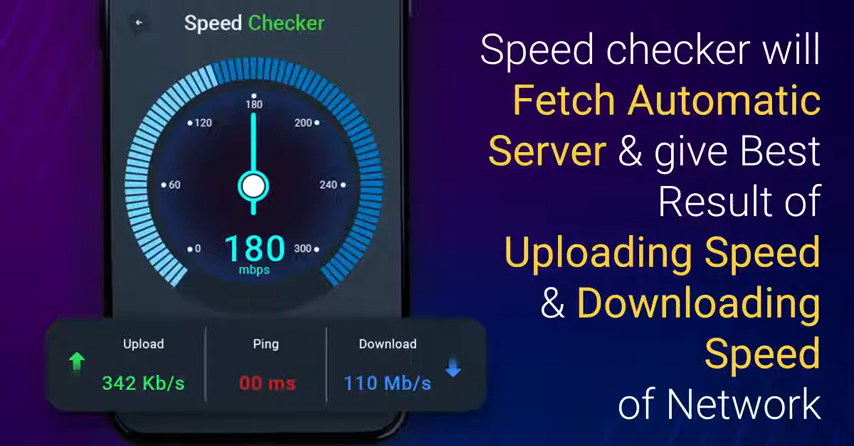 Speed Checker
180
120
200
60
240
0
300
180
mbps
Upload
Ping
Download
342 Kb/s
00 ms
110 Mb/s
Speed checker will
Fetch Automatic
Server & give Best
Result of
Uploading Speed
& Downloading
Speed
of Network